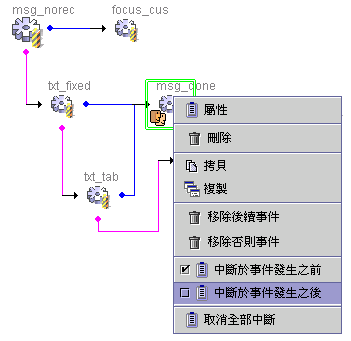 msg_norec
focus_cus
txt_fixed
msg_done
txt_tab
屬性
刪除
拷貝
複製
移除後續事件
移除否則事件
中斷於事件發生之前
中斷於事件發生之後
取消全部中斷